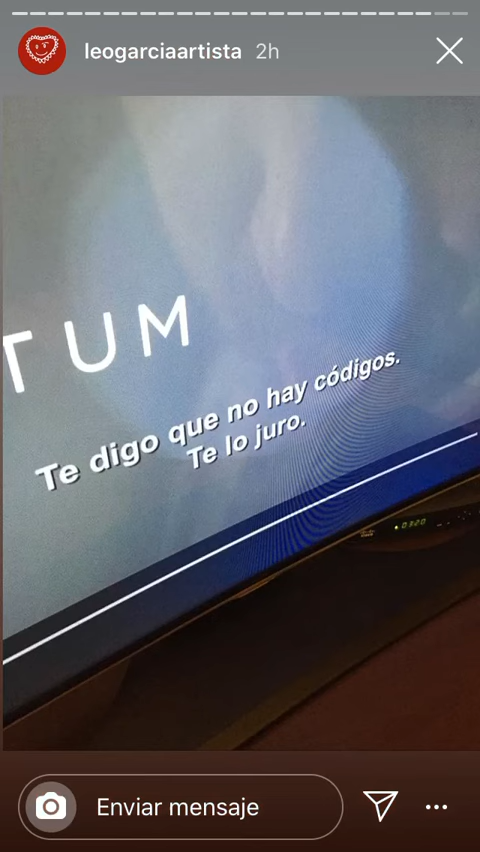 leogarciaartista 2h
TUM
Te digo que no hay códigos.
Te lo juro.
Enviar mensaje